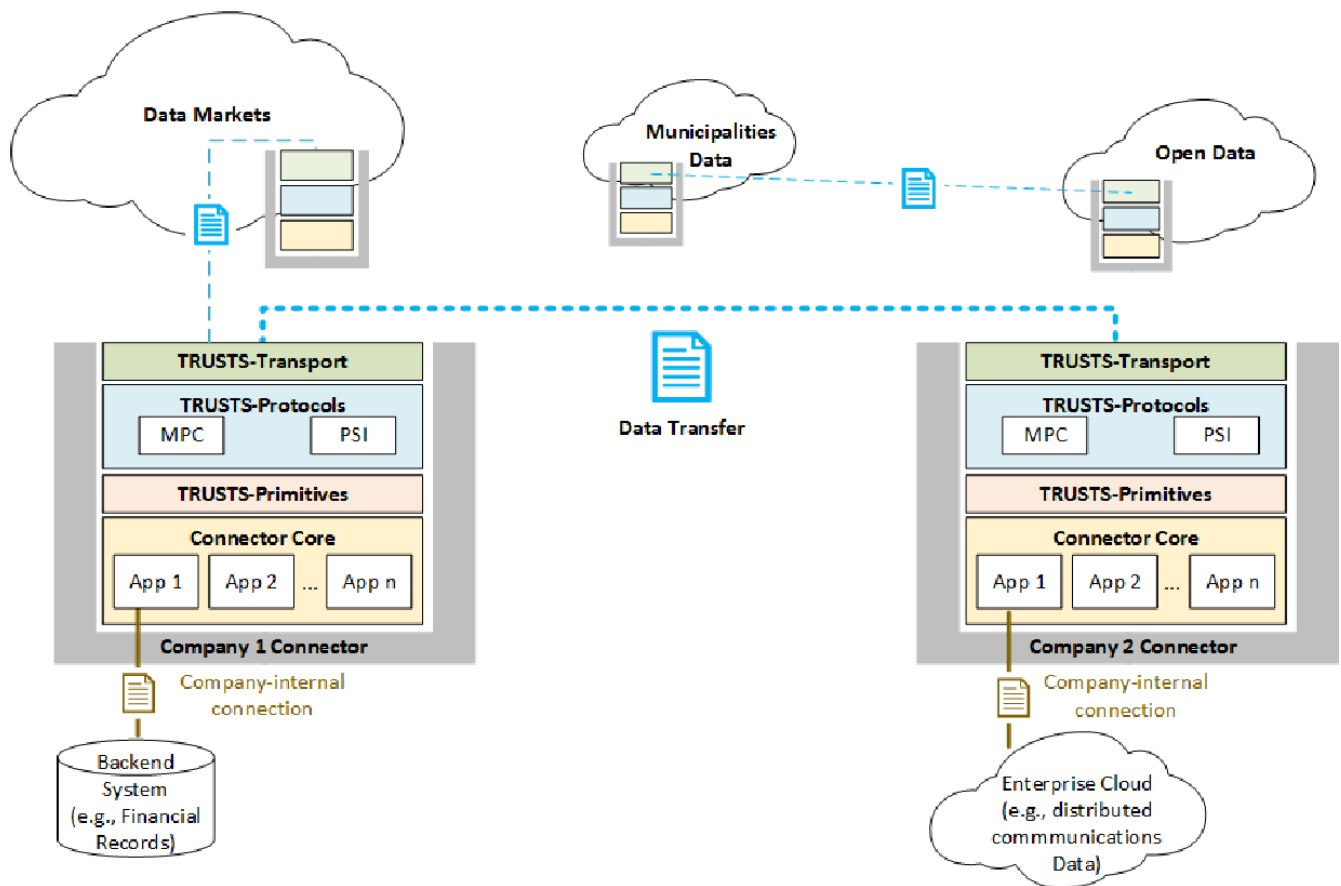 Data Markets
Municipalities
Data
Open Data
Data Transfer
TRUSTS-Transport
TRUSTS-Protocols
MPC
PSI
TRUSTS-Primitives
Connector Core
App 1
App 2
...
App n
Company 1 Connector
Company-internal
connection
Backend
System
(e.g., Financial
Records)
TRUSTS-Transport
TRUSTS-Protocols
MPC
PSI
TRUSTS-Primitives
Connector Core
App 1
App 2
...
App n
Company 2 Connector
Company-internal
connection
Enterprise Cloud
(e.g., distributed
commmunications
Data)